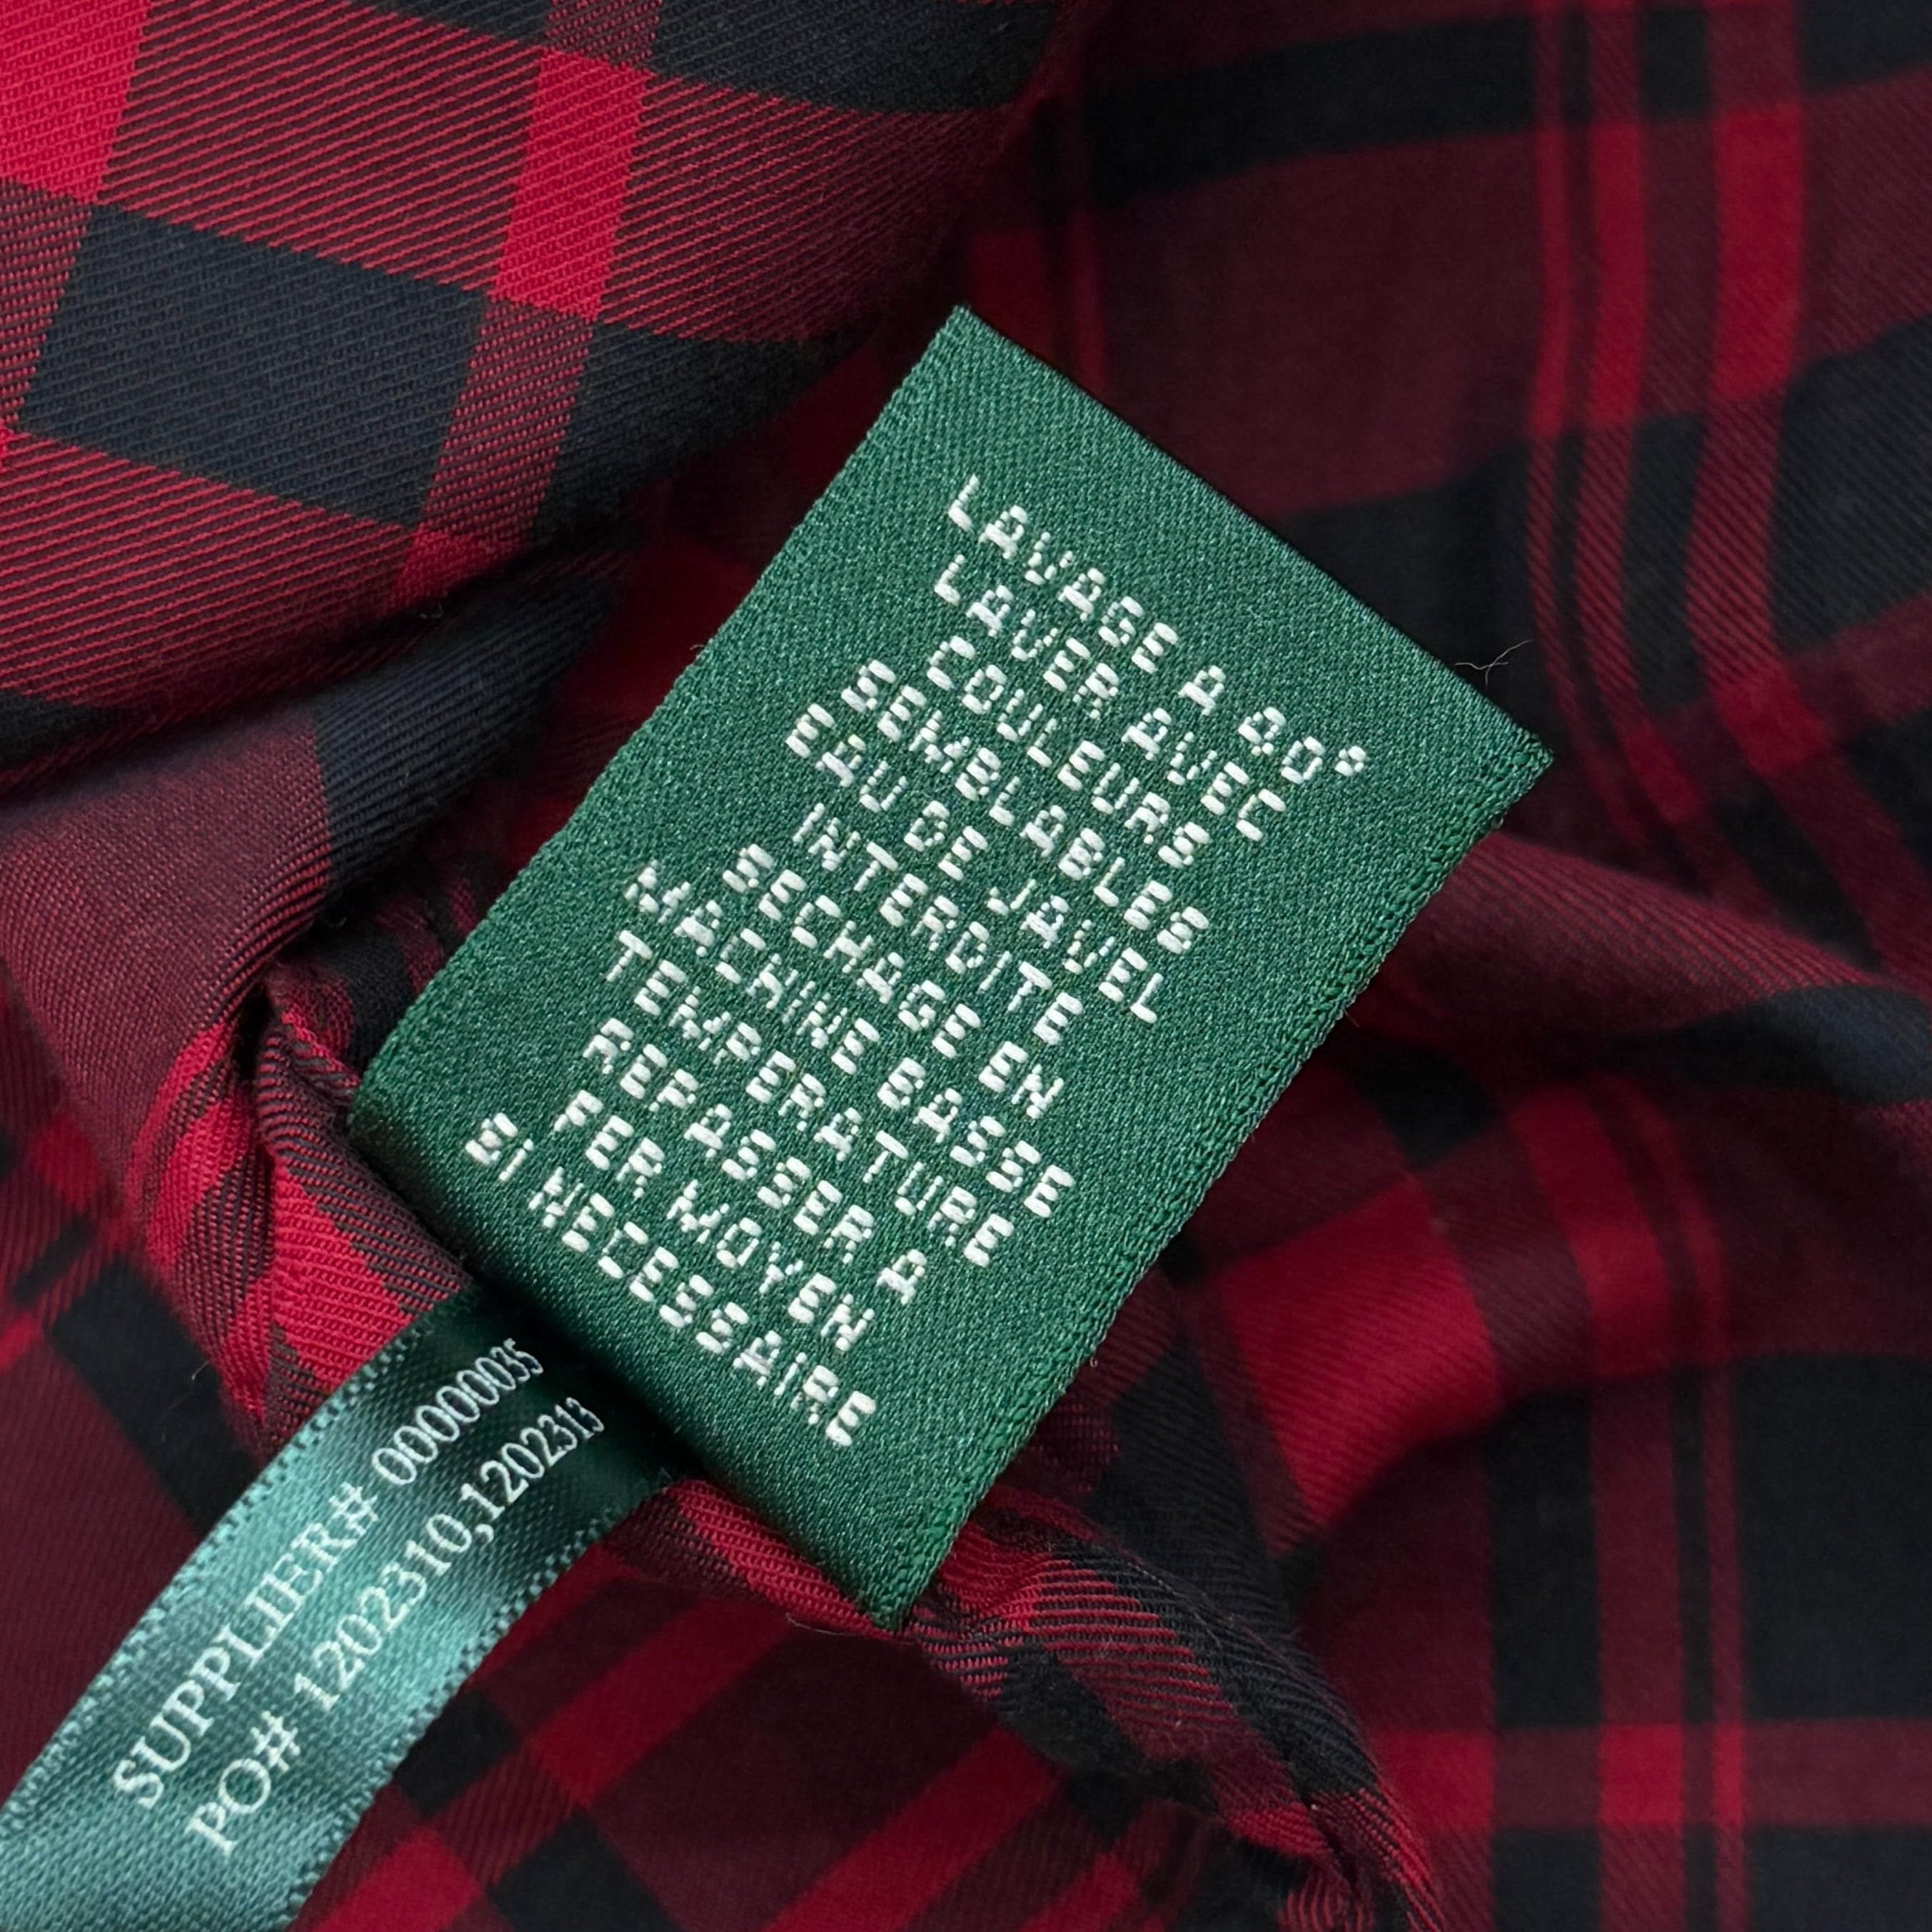 LAVAGE A 40°
LAVER AVEC
COULEURS
SEMBLABLES
EAU DE JAVEL
INTERDITE
SECHAGE EN
MACHINE BASSE
TEMPERATURE
REPASSER A
FER MOYEN
SI NECESSAIRE
SUPPLIER# 00000035
PO# 1202310,1202313